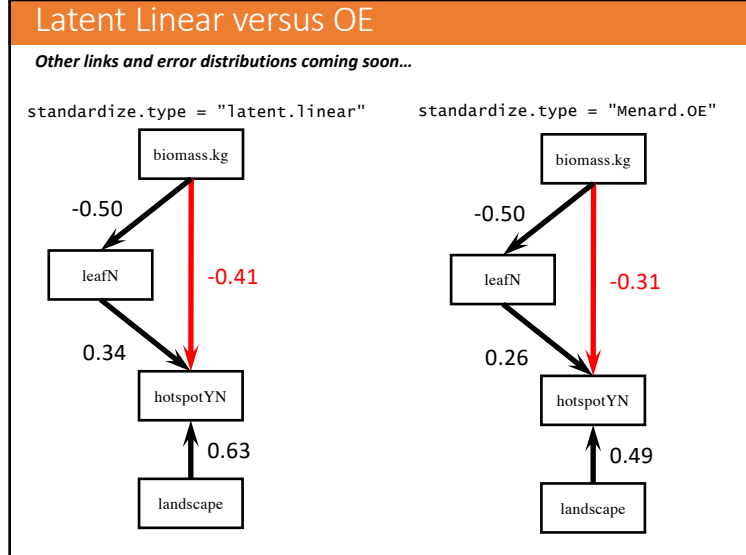 Latent Linear versus OE
Other links and error distributions coming soon…
standardize.type = ”latent.linear"
biomass.kg
-0.50
leafN
-0.41
0.34
hotspotYN
0.63
landscape
standardize.type = "Menard.OE"
biomass.kg
-0.50
leafN
-0.31
0.26
hotspotYN
0.49
landscape